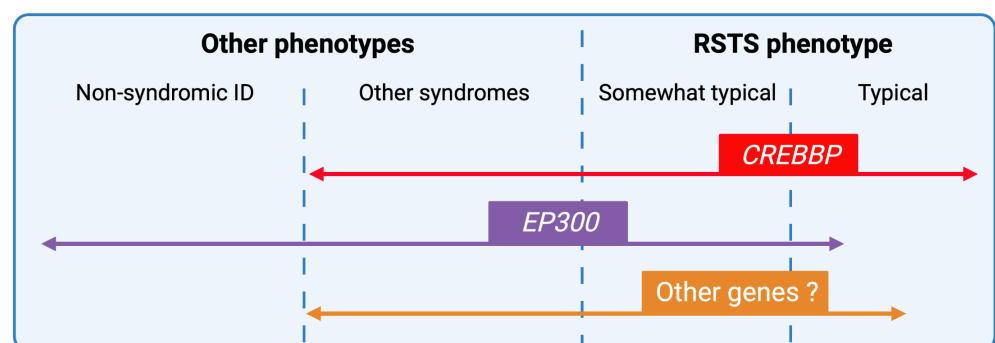 Other phenotypes
RSTS phenotype
Non-syndromic ID
Other syndromes
Somewhat typical
Typical
CREBBP
EP300
Other genes ?